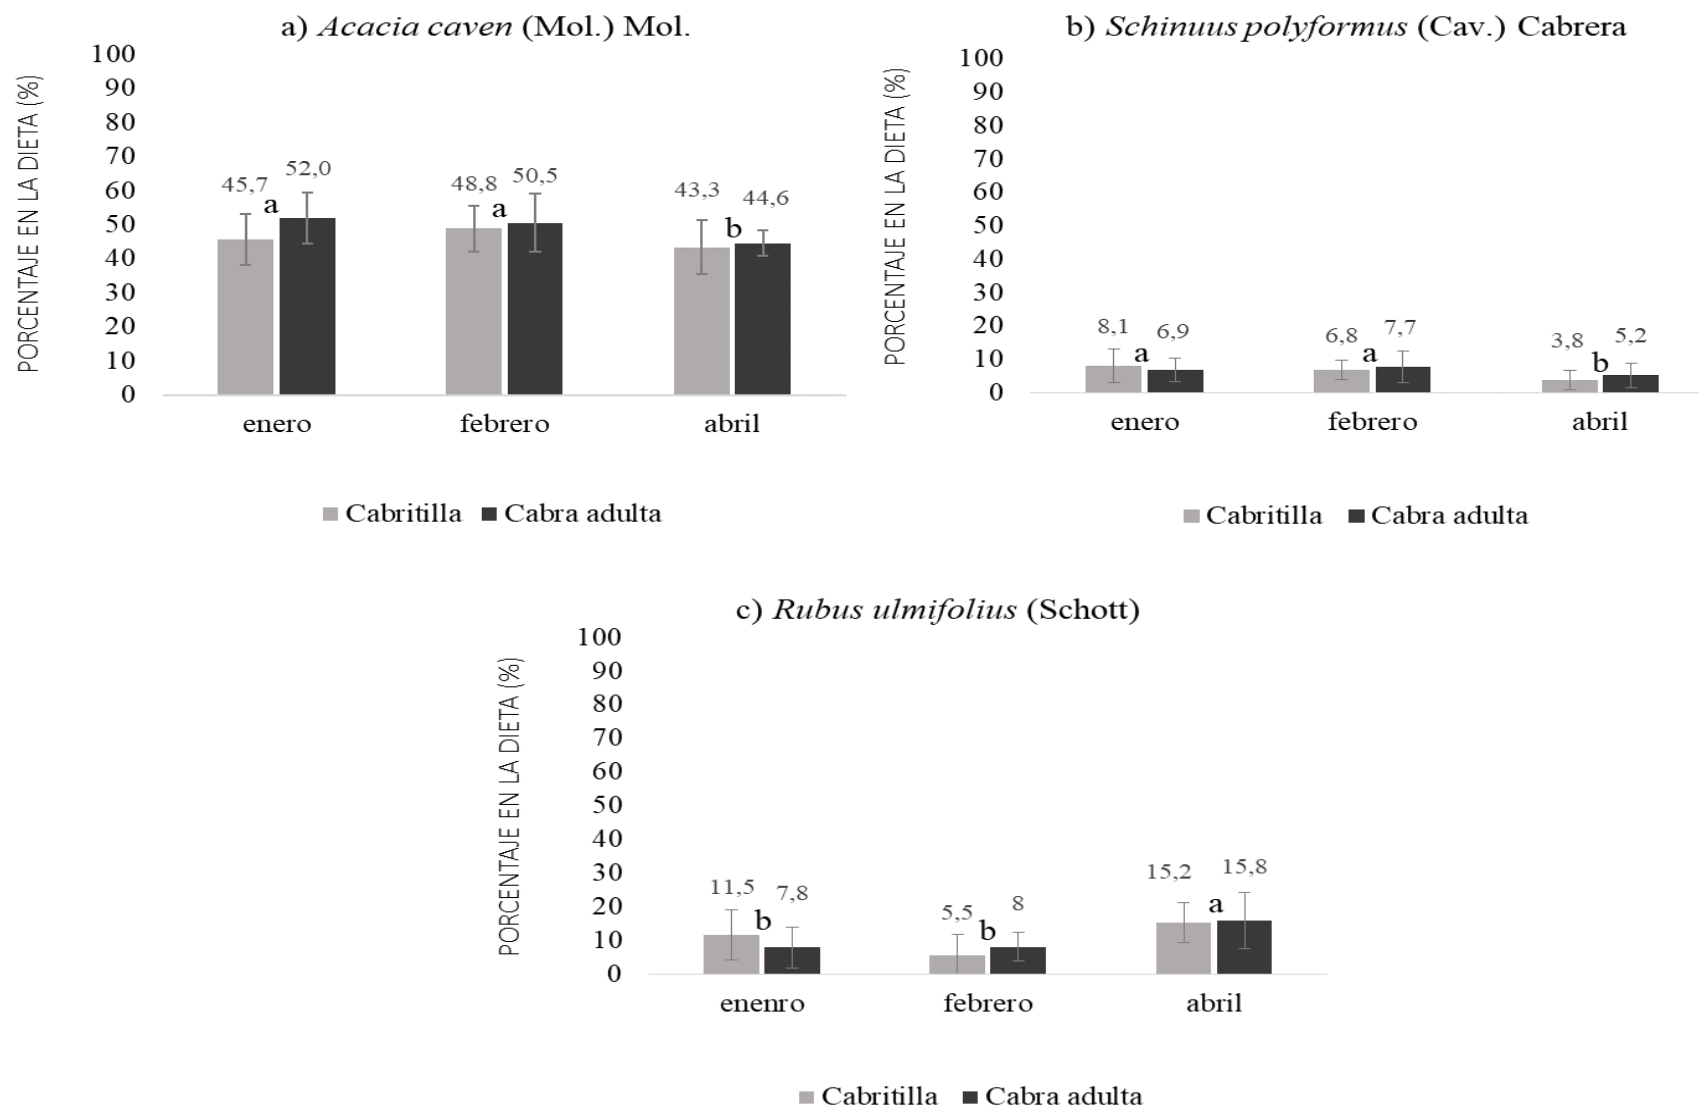 a) Acacia caven (Mol.) Mol.
PORCENTAJE EN LA DIETA (%)
100
90
80
70
60
50
40
30
20
10
0
45,7
52,0
a
48,8
50,5
a
43,3
44,6
b
enero
febrero
abril
Cabritilla
Cabra adulta
b) Schinuus polyformus (Cav.) Cabrera
PORCENTAJE EN LA DIETA (%)
100
90
80
70
60
50
40
30
20
10
0
8,1
6,9
a
6,8
7,7
a
3,8
5,2
b
enero
febrero
abril
Cabritilla
Cabra adulta
c) Rubus ulmifolius (Schott)
PORCENTAJE EN LA DIETA (%)
100
90
80
70
60
50
40
30
20
10
0
11,5
7,8
b
5,5
8
b
15,2
15,8
a
enenro
febrero
abril
Cabritilla
Cabra adulta